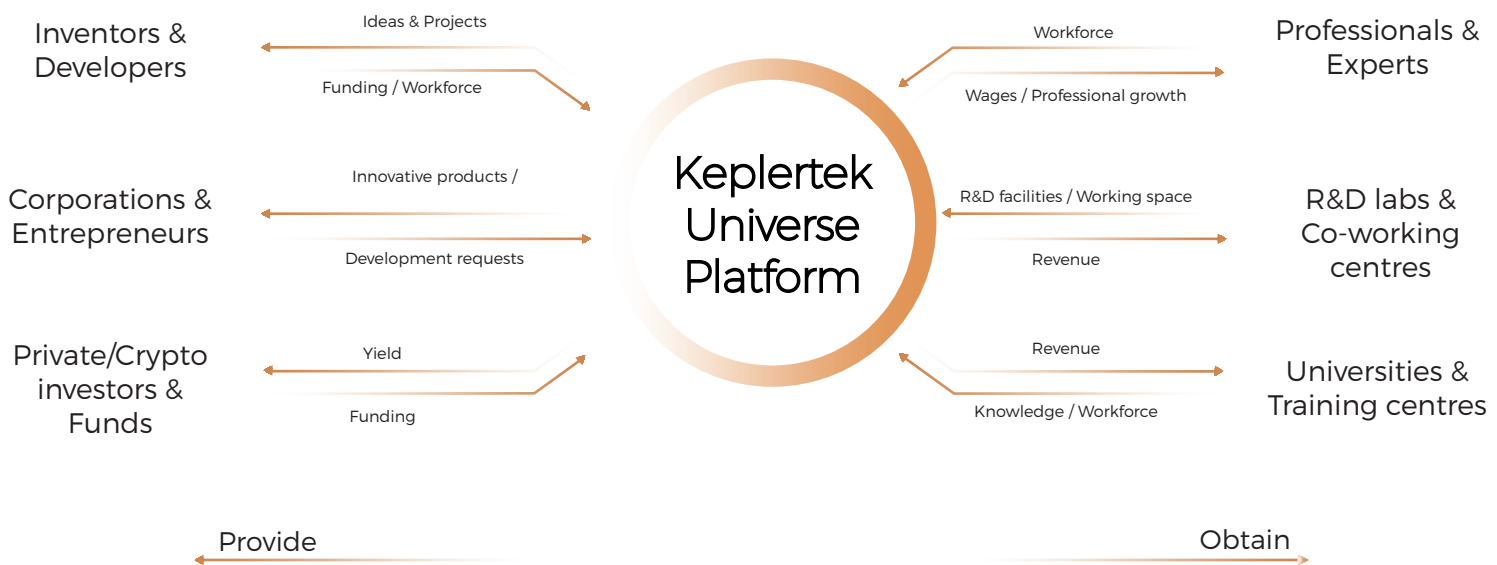 Inventors &
Developers
Ideas & Projects
Funding / Workforce
Corporations &
Entrepreneurs
Innovative products /
Development requests
Private/Crypto
investors &
Funds
Yield
Funding
Keplertek
Universe
Platform
Workforce
Wages / Professional growth
Professionals &
Experts
R&D facilities / Working space
Revenue
R&D labs &
Co-working
centres
Revenue
Knowledge / Workforce
Universities &
Training centres
Provide
Obtain